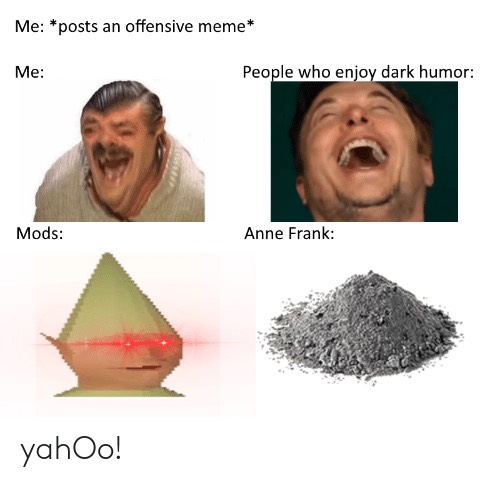 Me: *posts an offensive meme*
Me:
People who enjoy dark humor:
Mods:
Anne Frank:
yahOo!